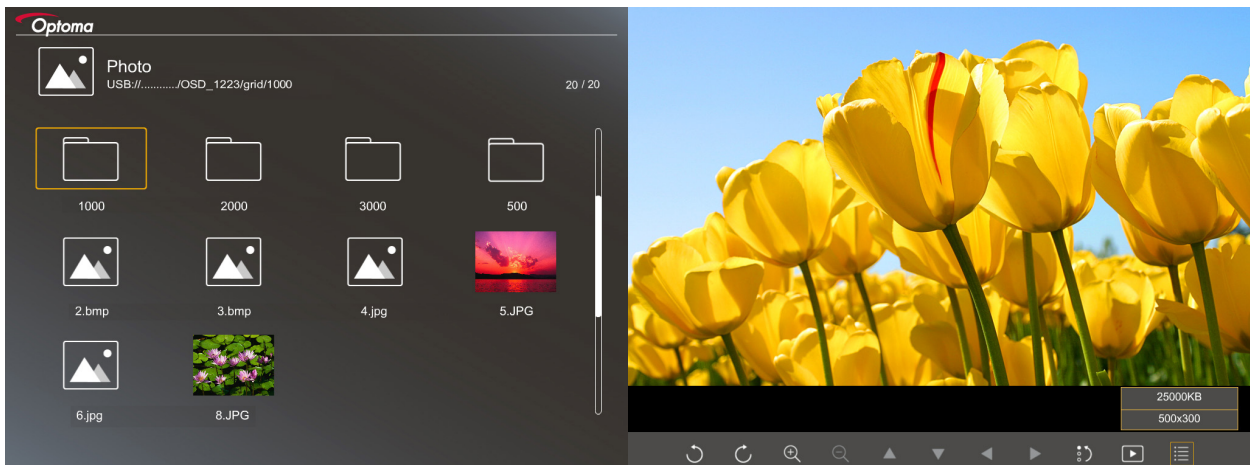 Optoma
Photo
USB://.........../OSD_1223/grid/1000
20 / 20
1000
2000
3000
500
2.bmp
3.bmp
4.jpg
5.JPG
6.jpg
8.JPG
25000KB
500x300